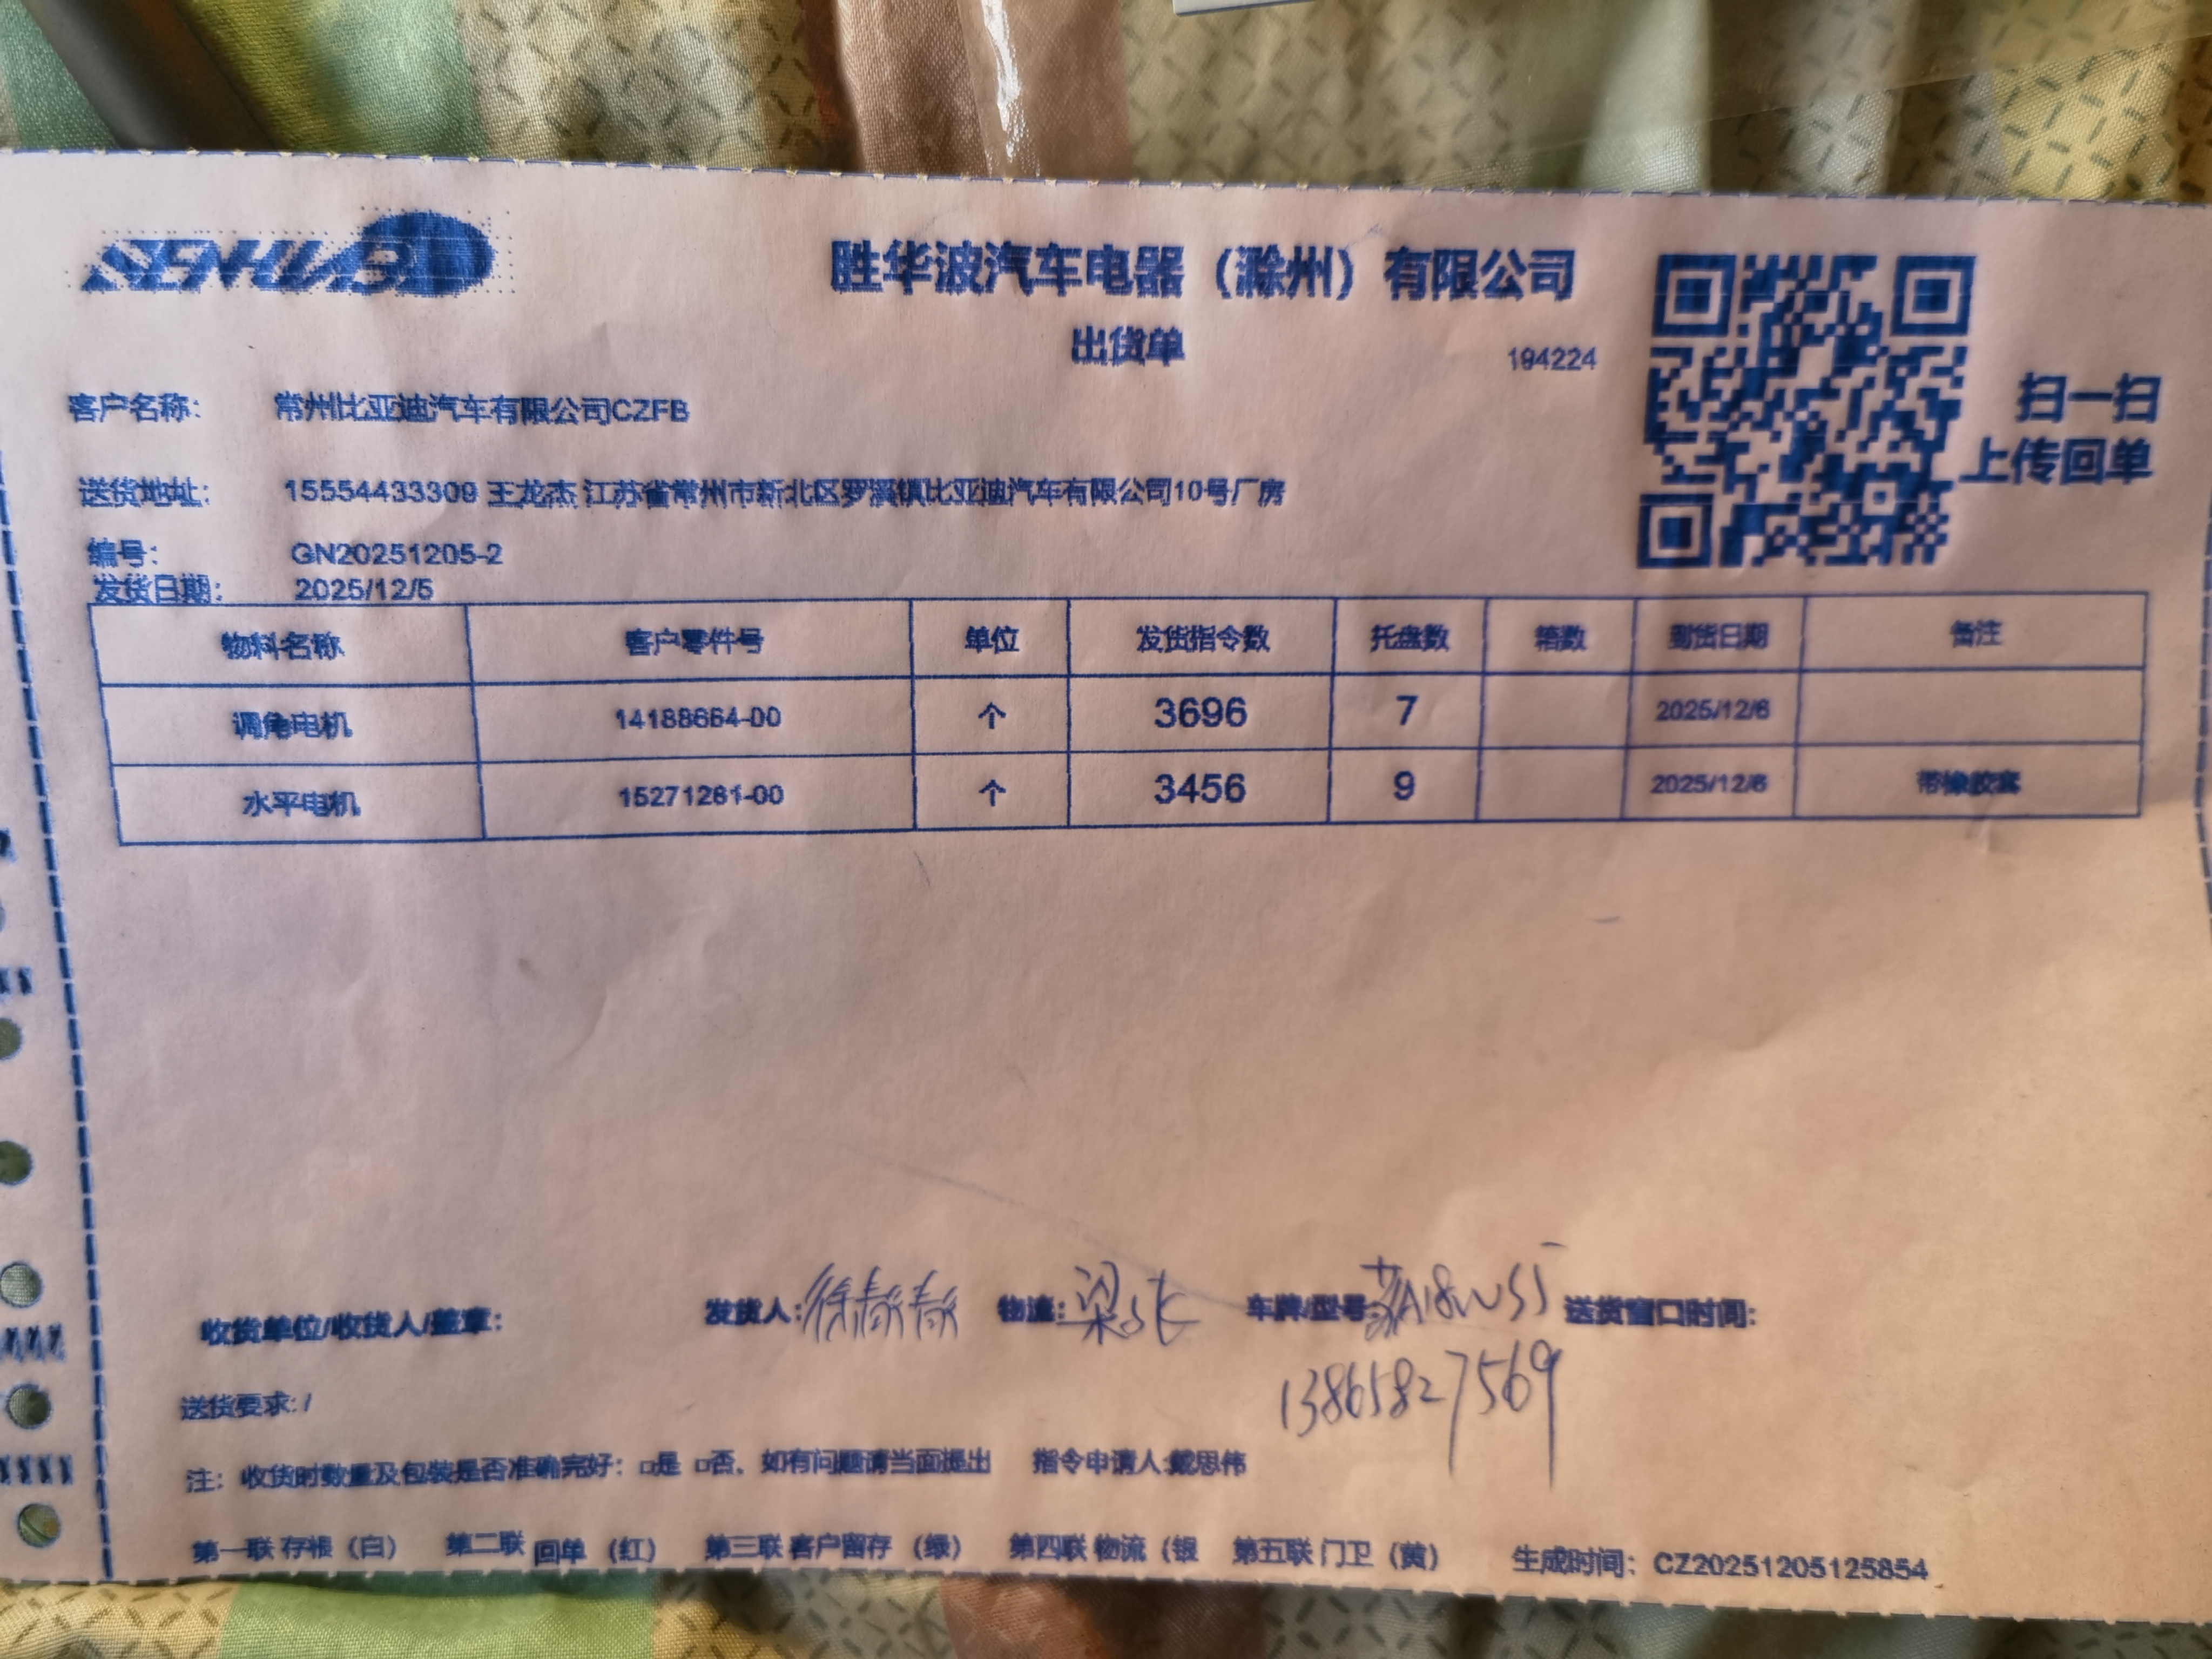 胜华波汽车电器（滁州）有限公司
出货单
194224
扫一扫
上传回单
客户名称： 常州比亚迪汽车有限公司CZFB
送货地址： 15554433309 王龙杰 江苏省常州市新北区罗溪镇比亚迪汽车有限公司10号厂房
编号： GN20251205-2
发货日期： 2025/12/5
物料名称 客户零件号 单位 发货指令数 托盘数 箱数 到货日期 备注
调角电机 14188664-00 个 3696 7 2025/12/6
水平电机 15271261-00 个 3456 9 2025/12/6 带橡胶套
收货单位/收货人/盖章： 发货人：徐静静 物流：梁 车牌/型号： 送货窗口时间：
13865827569
送货要求：/
注： 收货时数量及包装是否准确完好：□是 □否，如有问题请当面提出 指令申请人:戴思伟
第一联 存根（白） 第二联 回单（红） 第三联 客户留存（绿） 第四联 物流（银 第五联 门卫（黄） 生成时间： CZ20251205125854